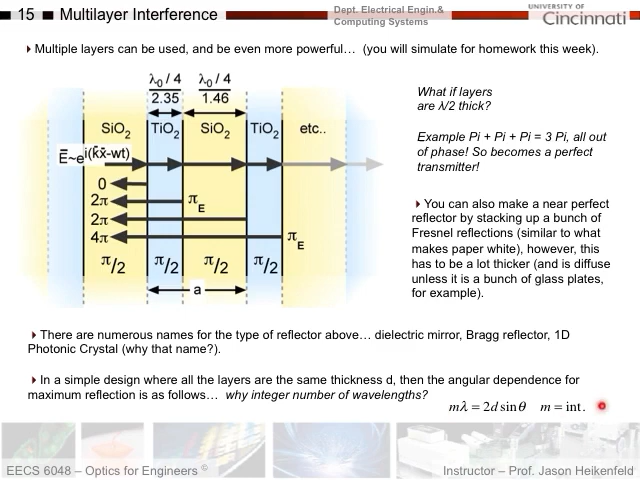 15 Multilayer Interference
Dept. Electrical Engin.&
Computing Systems
UNIVERSITY OF
Cincinnati
Multiple layers can be used, and be even more powerful… (you will simulate for homework this week).
λ₀ / 4 λ₀ / 4
2.35 1.46
SiO₂ TiO₂ SiO₂ TiO₂ etc..
E~e^i(kx-wt)
0
2π π_E
2π
4π π_E
π/2 π/2 π/2 π/2
a
What if layers
are λ/2 thick?
Example Pi + Pi + Pi = 3 Pi, all out
of phase! So becomes a perfect
transmitter!
You can also make a near perfect
reflector by stacking up a bunch of
Fresnel reflections (similar to what
makes paper white), however, this
has to be a lot thicker (and is diffuse
unless it is a bunch of glass plates,
for example).
There are numerous names for the type of reflector above… dielectric mirror, Bragg reflector, 1D
Photonic Crystal (why that name?).
In a simple design where all the layers are the same thickness d, then the angular dependence for
maximum reflection is as follows… why integer number of wavelengths?
mλ = 2d sin θ m = int.
EECS 6048 – Optics for Engineers ©
Instructor – Prof. Jason Heikenfeld